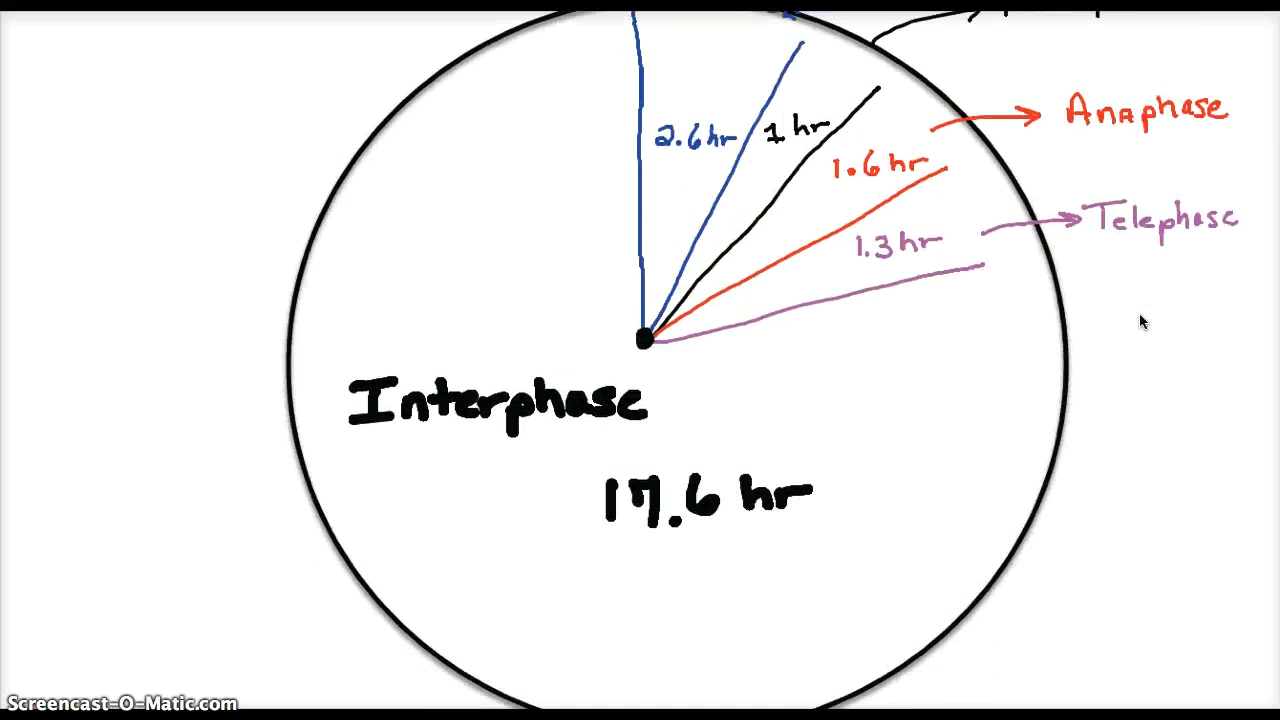 2.6 hr
1 hr
Anaphase
1.6 hr
Telephase
1.3 hr
Interphase
17.6 hr
Screencast-O-Matic.com